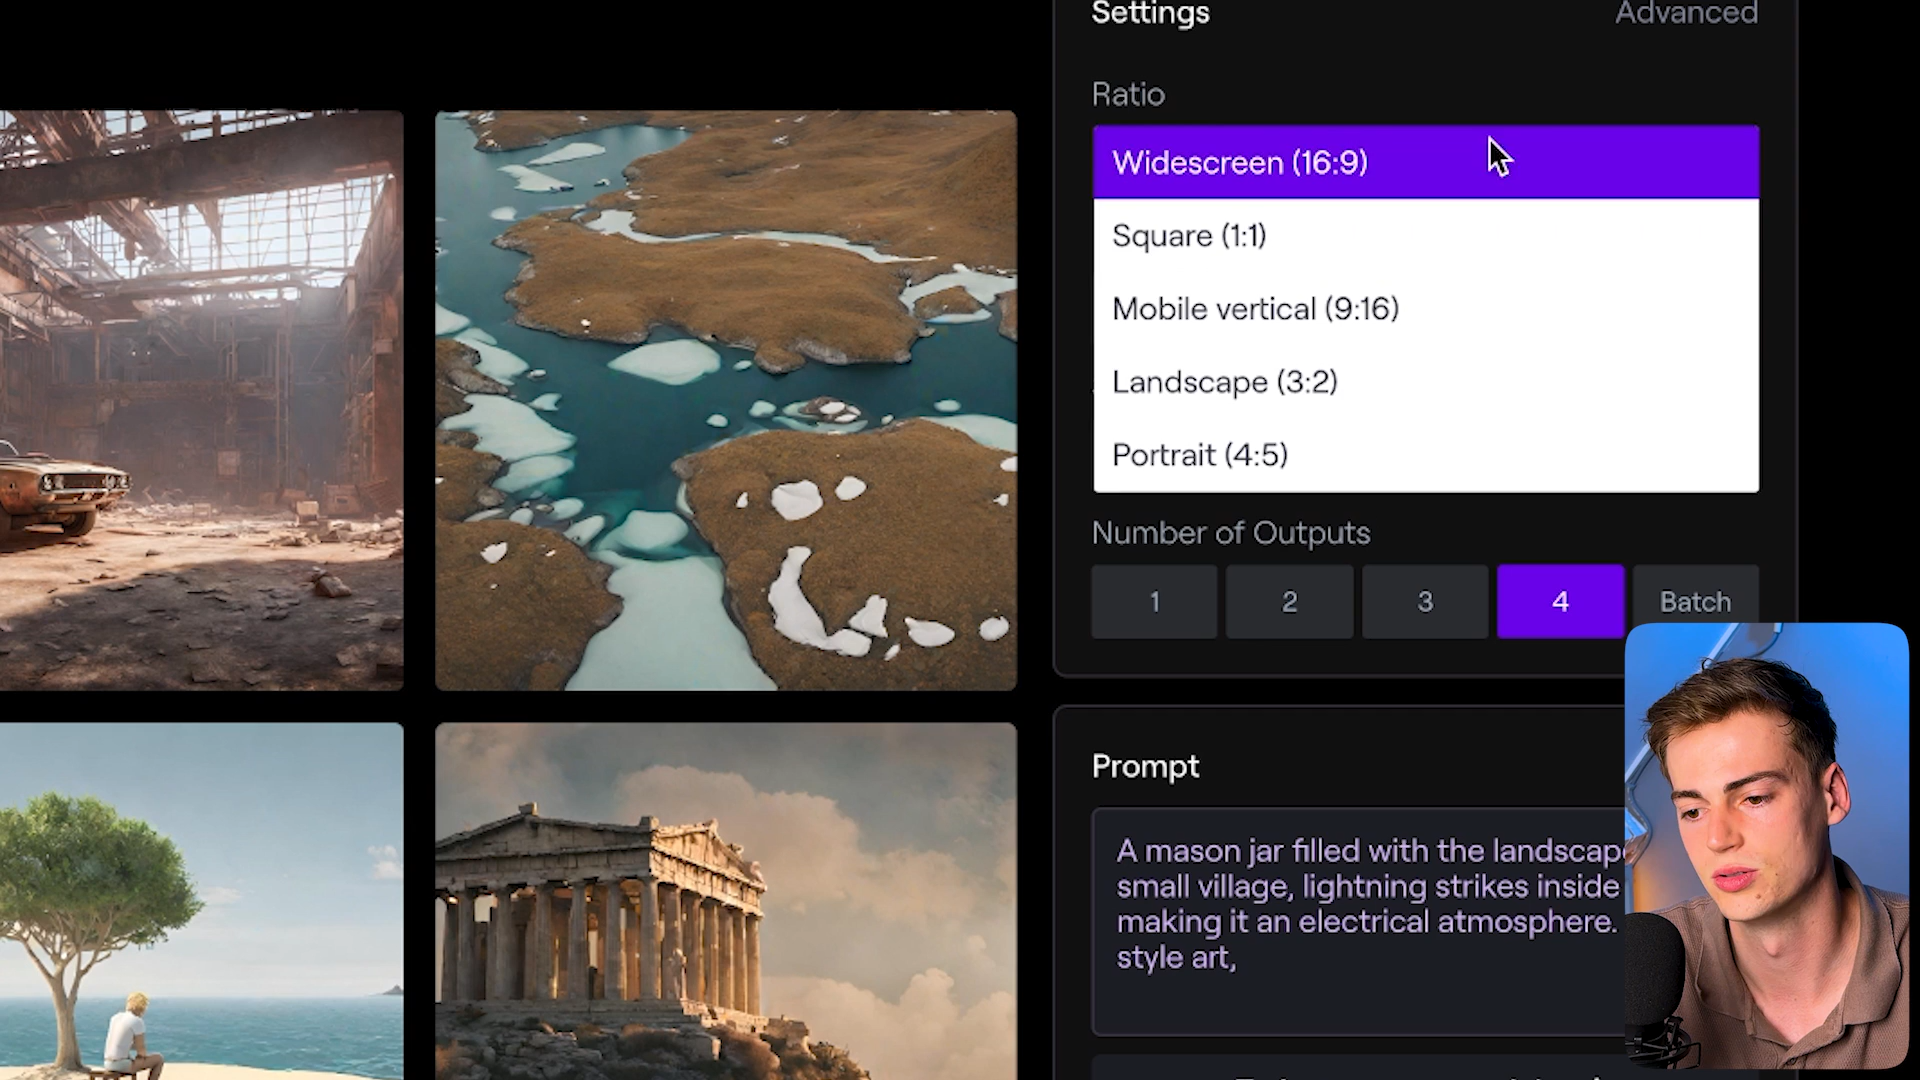 Settings
Advanced
Ratio
Widescreen (16:9)
Square (1:1)
Mobile vertical (9:16)
Landscape (3:2)
Portrait (4:5)
Number of Outputs
1
2
3
4
Batch
Prompt
A mason jar filled with the
small village, lightning strikes inside
making it an electrical atmosphere.
style art,